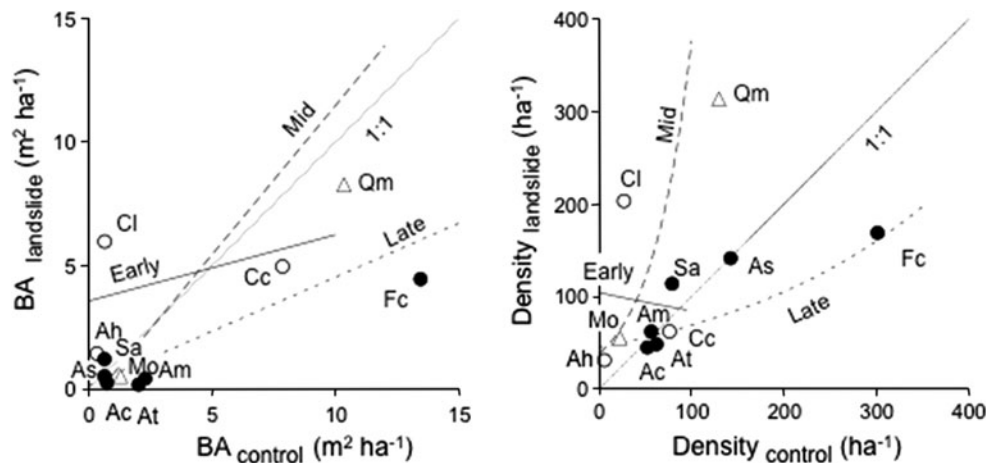 15
10
5
0
BA landslide (m² ha⁻¹)
Mid
1:1
Qm
Cl
Early
Cc
Late
Fc
Ah
Sa
As
Mo
Am
Ac
At
0
5
10
15
BA control (m² ha⁻¹)
400
300
200
100
0
Density landslide (ha⁻¹)
Qm
Mid
1:1
Cl
Early
Sa
As
Fc
Mo
Am
Cc
Late
Ah
At
Ac
0
100
200
300
400
Density control (ha⁻¹)